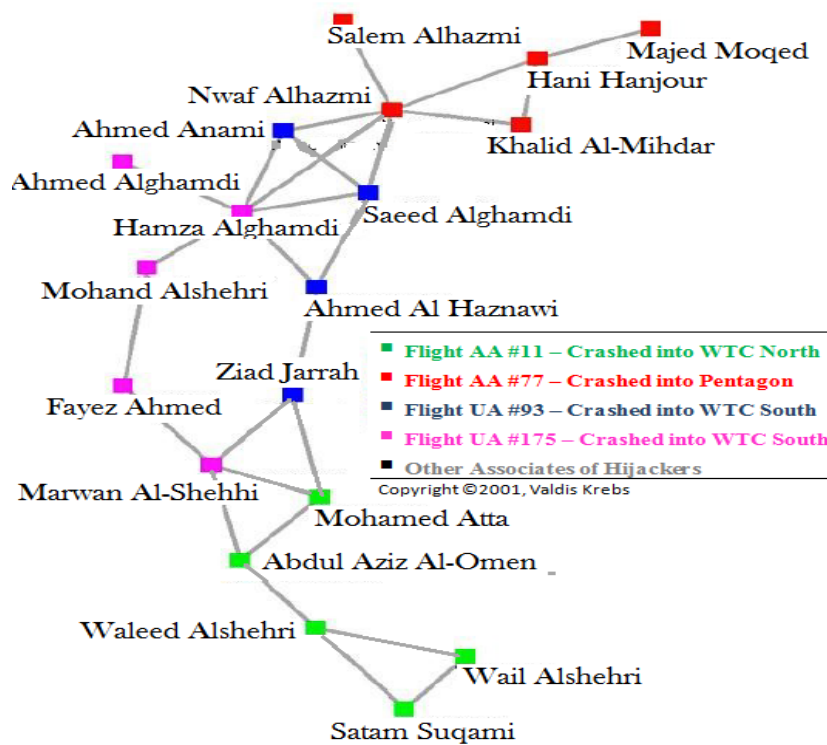 Salem Alhazmi
Majed Moqed
Hani Hanjour
Nwaf Alhazmi
Ahmed Anami
Khalid Al-Mihdar
Ahmed Alghamdi
Saeed Alghamdi
Hamza Alghamdi
Mohand Alshehri
Ahmed Al Haznawi
Flight AA #11 – Crashed into WTC North
Ziad Jarrah
Flight AA #77 – Crashed into Pentagon
Fayez Ahmed
Flight UA #93 – Crashed into WTC South
Flight UA #175 – Crashed into WTC South
Other Associates of Hijackers
Marwan Al-Shehhi
Copyright ©2001, Valdis Krebs
Mohamed Atta
Abdul Aziz Al-Omen
Waleed Alshehri
Wail Alshehri
Satam Suqami